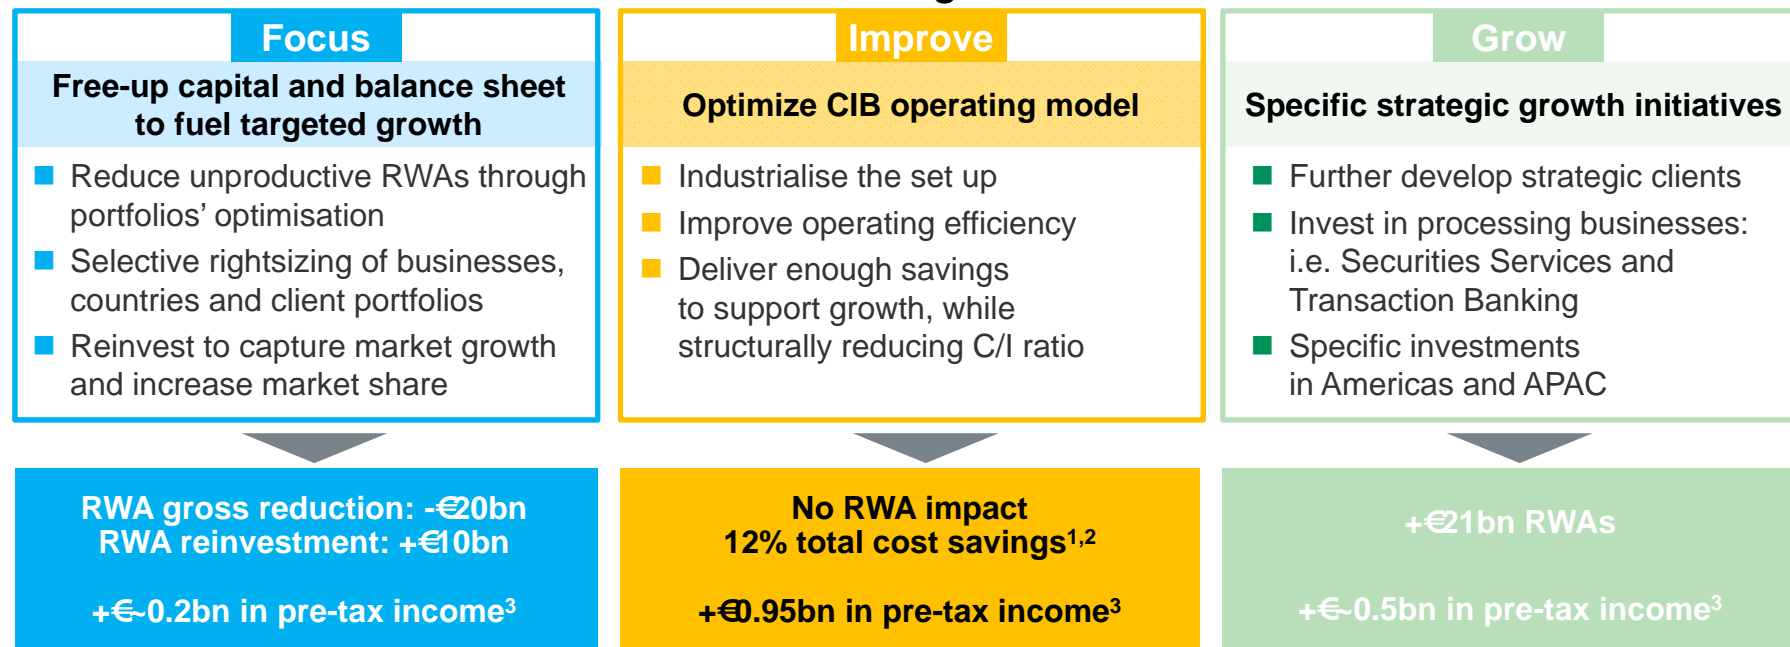 Focus
Free-up capital and balance sheet
to fuel targeted growth
Reduce unproductive RWAs through
portfolios’ optimisation
Selective rightsizing of businesses,
countries and client portfolios
Reinvest to capture market growth
and increase market share
RWA gross reduction: -€20bn
RWA reinvestment: +€10bn
+€~0.2bn in pre-tax income³
Improve
Optimize CIB operating model
Industrialise the set up
Improve operating efficiency
Deliver enough savings
to support growth, while
structurally reducing C/I ratio
No RWA impact
12% total cost savings¹,²
+€0.95bn in pre-tax income³
Grow
Specific strategic growth initiatives
Further develop strategic clients
Invest in processing businesses:
i.e. Securities Services and
Transaction Banking
Specific investments
in Americas and APAC
+€21bn RWAs
+€~0.5bn in pre-tax income³